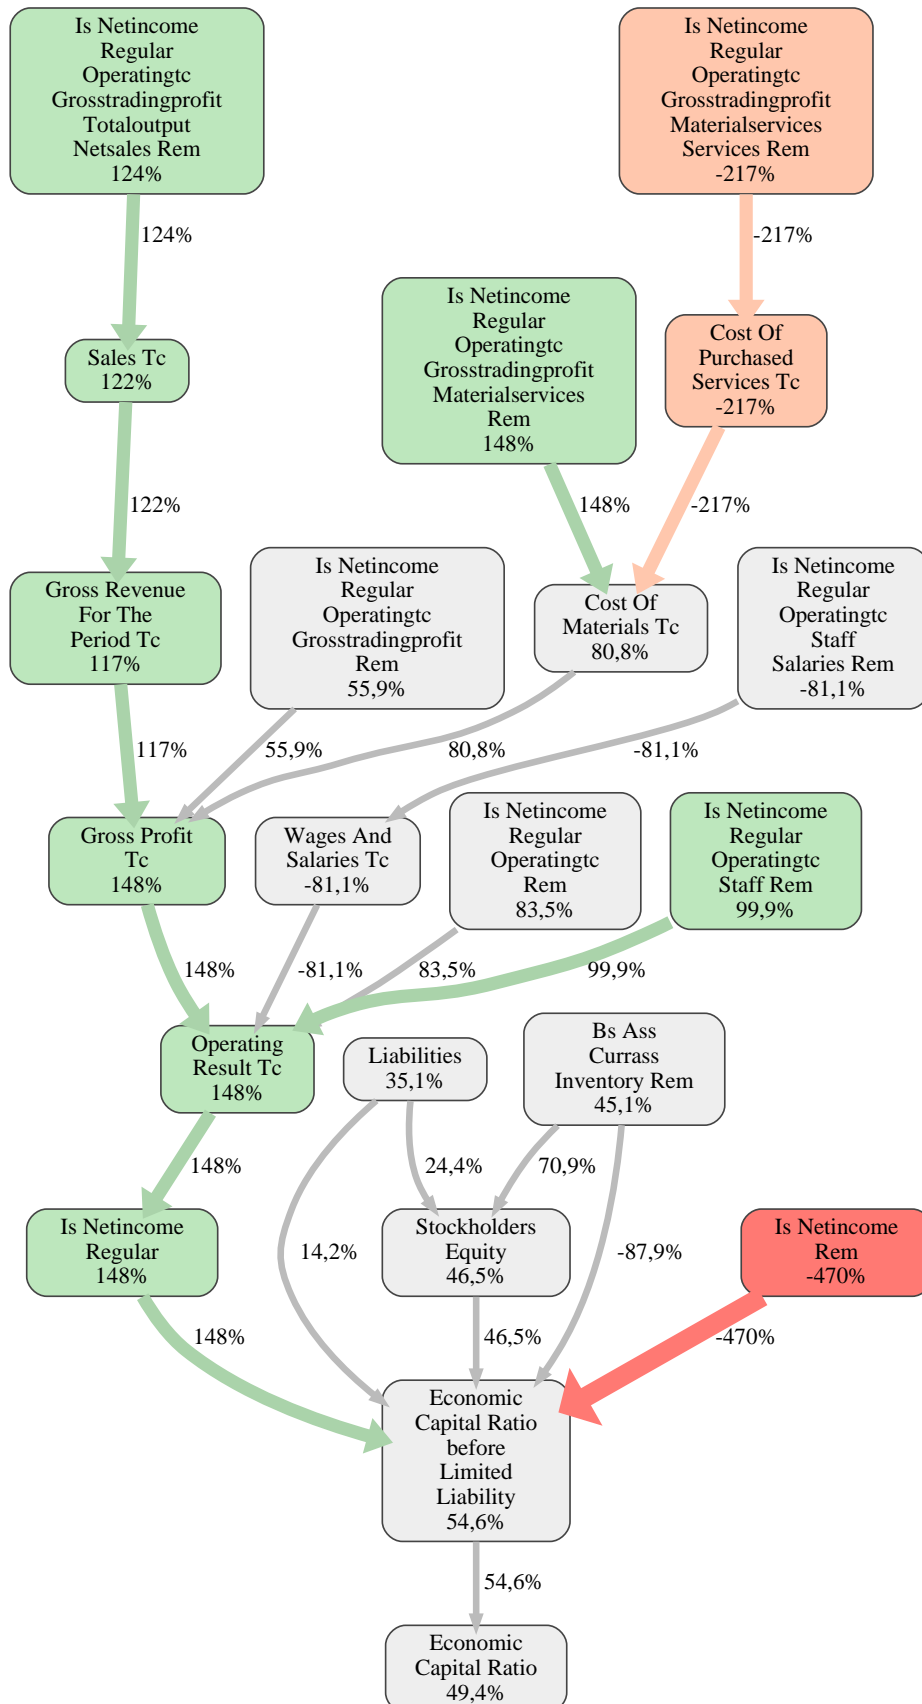 Is Netincome
Regular
Operatingtc
Grosstradingprofit
Totaloutput
Netsales Rem
124%
Is Netincome
Regular
Operatingtc
Grosstradingprofit
Materialservices
Services Rem
-217%
124%
-217%
Is Netincome
Regular
Operatingtc
Grosstradingprofit
Materialservices
Rem
148%
Sales Tc
122%
Cost Of
Purchased
Services Tc
-217%
122%
148%
-217%
Gross Revenue
For The
Period Tc
117%
Is Netincome
Regular
Operatingtc
Grosstradingprofit
Rem
55,9%
Cost Of
Materials Tc
80,8%
Is Netincome
Regular
Operatingtc
Staff
Salaries Rem
-81,1%
117%
55,9%
80,8%
-81,1%
Gross Profit
Tc
148%
Wages And
Salaries Tc
-81,1%
Is Netincome
Regular
Operatingtc
Rem
83,5%
Is Netincome
Regular
Operatingtc
Staff Rem
99,9%
148%
-81,1%
83,5%
99,9%
Operating
Result Tc
148%
Liabilities
35,1%
Bs Ass
Currass
Inventory Rem
45,1%
148%
24,4%
70,9%
Is Netincome
Regular
148%
14,2%
Stockholders
Equity
46,5%
-87,9%
Is Netincome
Rem
-470%
148%
46,5%
-470%
Economic
Capital Ratio
before
Limited
Liability
54,6%
54,6%
Economic
Capital Ratio
49,4%